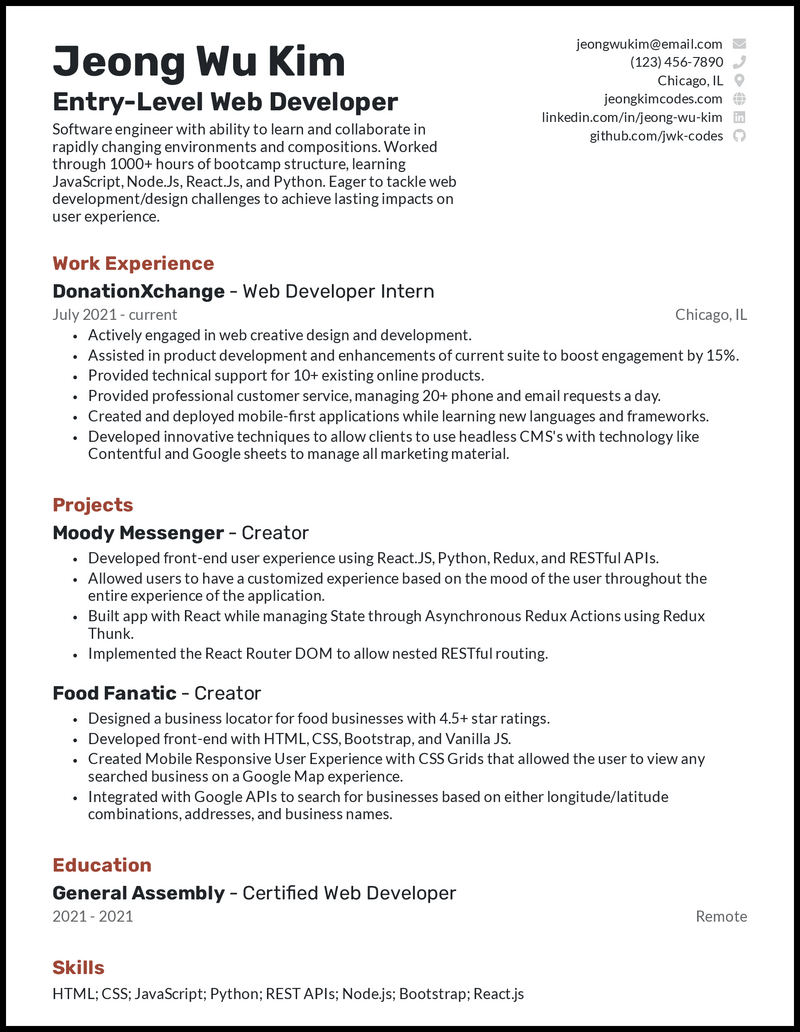 Jeong Wu Kim
Entry-Level Web Developer
Software engineer with ability to learn and collaborate in
rapidly changing environments and compositions. Worked
through 1000+ hours of bootcamp structure, learning
JavaScript, Node.Js, React.Js, and Python. Eager to tackle web
development/design challenges to achieve lasting impacts on
user experience.
jeongwukim@email.com
(123) 456-7890
Chicago, IL
jeongkimcodes.com
linkedin.com/in/jeong-wu-kim
github.com/jwk-codes
Work Experience
DonationXchange - Web Developer Intern
July 2021 - current Chicago, IL
• Actively engaged in web creative design and development.
• Assisted in product development and enhancements of current suite to boost engagement by 15%.
• Provided technical support for 10+ existing online products.
• Provided professional customer service, managing 20+ phone and email requests a day.
• Created and deployed mobile-first applications while learning new languages and frameworks.
• Developed innovative techniques to allow clients to use headless CMS's with technology like
Contentful and Google sheets to manage all marketing material.
Projects
Moody Messenger - Creator
• Developed front-end user experience using React.JS, Python, Redux, and RESTful APIs.
• Allowed users to have a customized experience based on the mood of the user throughout the
entire experience of the application.
• Built app with React while managing State through Asynchronous Redux Actions using Redux
Thunk.
• Implemented the React Router DOM to allow nested RESTful routing.
Food Fanatic - Creator
• Designed a business locator for food businesses with 4.5+ star ratings.
• Developed front-end with HTML, CSS, Bootstrap, and Vanilla JS.
• Created Mobile Responsive User Experience with CSS Grids that allowed the user to view any
searched business on a Google Map experience.
• Integrated with Google APIs to search for businesses based on either longitude/latitude
combinations, addresses, and business names.
Education
General Assembly - Certified Web Developer
2021 - 2021 Remote
Skills
HTML; CSS; JavaScript; Python; REST APIs; Node.js; Bootstrap; React.js